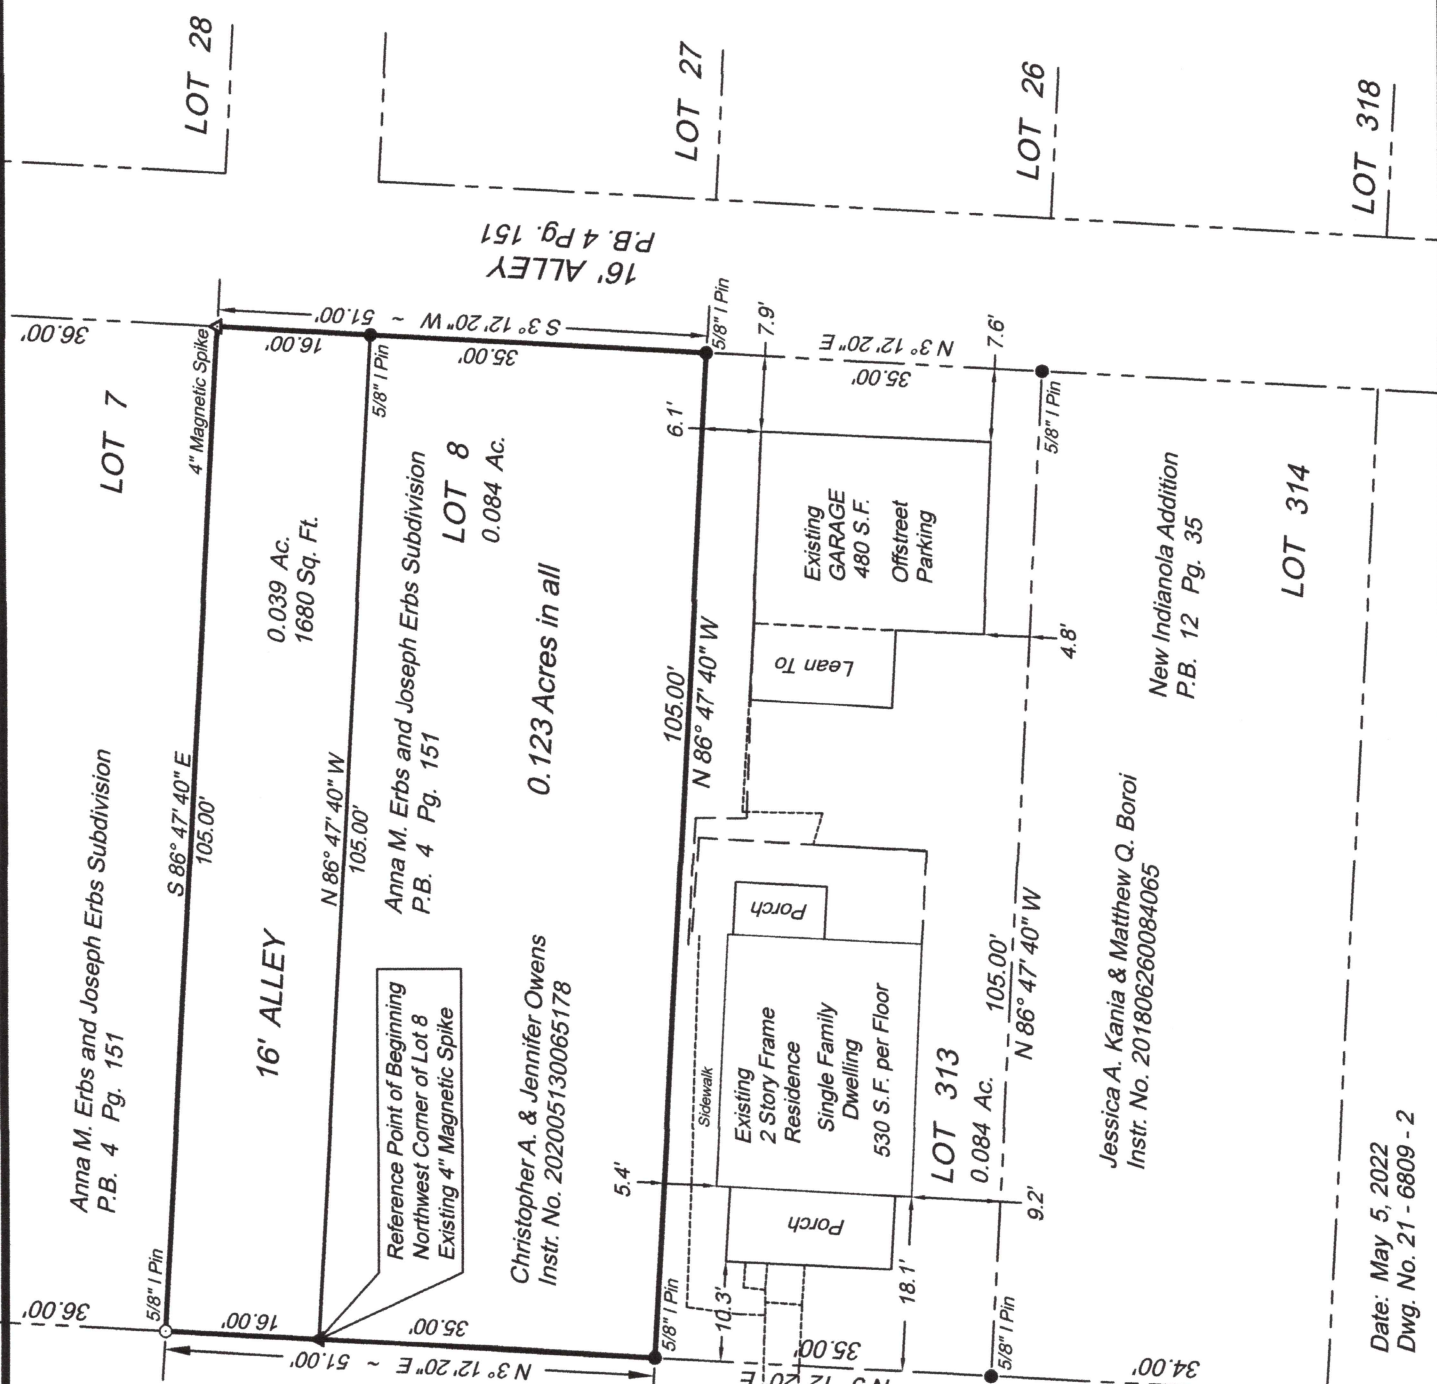 LOT 28
LOT 27
LOT 26
LOT 318
16' ALLEY
P.B. 4 Pg. 151
36.00'
4" Magnetic Spike
16.00'
S 3° 12' 20" W ~ 51.00'
5/8" I Pin
35.00'
5/8" I Pin
7.9'
N 3° 12' 20" E
35.00'
7.6'
5/8" I Pin
LOT 7
0.039 Ac.
1680 Sq. Ft.
LOT 8
0.084 Ac.
6.1'
Existing
GARAGE
480 S.F.
Offstreet
Parking
Lean To
4.8'
New Indianola Addition
P.B. 12 Pg. 35
LOT 314
Anna M. Erbs and Joseph Erbs Subdivision
P.B. 4 Pg. 151
S 86° 47' 40" E
105.00'
N 86° 47' 40" W
105.00'
Anna M. Erbs and Joseph Erbs Subdivision
P.B. 4 Pg. 151
0.123 Acres in all
105.00'
N 86° 47' 40" W
16' ALLEY
Reference Point of Beginning
Northwest Corner of Lot 8
Existing 4" Magnetic Spike
Christopher A. & Jennifer Owens
Instr. No. 202005130065178
5.4'
Sidewalk
Porch
Existing
2 Story Frame
Residence
Single Family
Dwelling
530 S.F. per Floor
Porch
LOT 313
0.084 Ac.
105.00'
N 86° 47' 40" W
9.2'
Jessica A. Kania & Matthew Q. Boroi
Instr. No. 201806260084065
36.00'
5/8" I Pin
16.00'
35.00'
N 3° 12' 20" E ~ 51.00'
5/8" I Pin
10.3'
18.1'
35.00'
12' 20" E
5/8" I Pin
34.00'
Date: May 5, 2022
Dwg. No. 21 - 6809 - 2